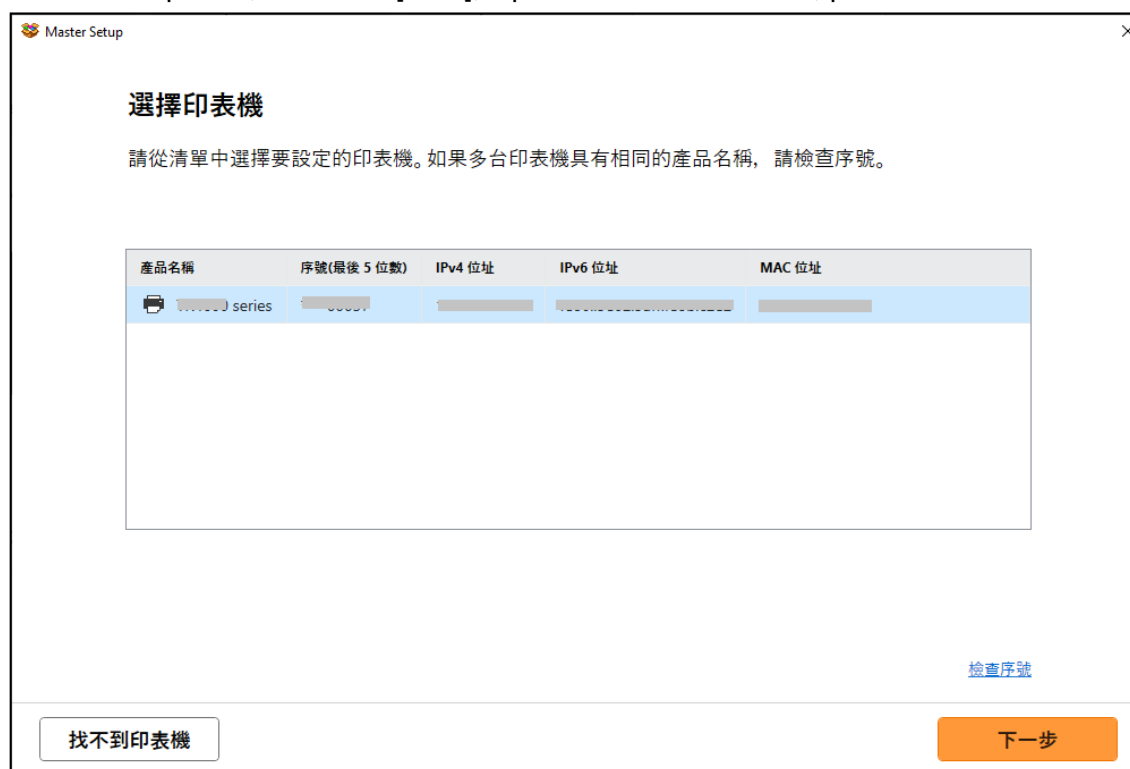 Master Setup
選擇印表機
請從清單中選擇要設定的印表機。如果多台印表機具有相同的產品名稱，請檢查序號。
產品名稱 序號(最後 5 位數) IPv4 位址 IPv6 位址 MAC 位址
series
檢查序號
找不到印表機 下一步